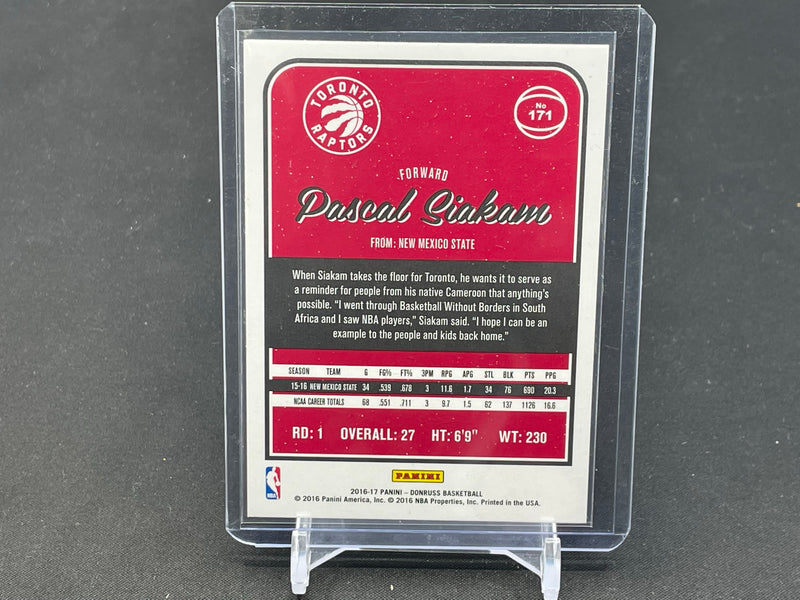 TORONTO
RAPTORS
No
171
FORWARD
Pascal Siakam
FROM: NEW MEXICO STATE
When Siakam takes the floor for Toronto, he wants it to serve as
a reminder for people from his native Cameroon that anything's
possible. "I went through Basketball Without Borders in South
Africa and I saw NBA players," Siakam said. "I hope I can be an
example to the people and kids back home."
SEASON TEAM G FG% FT% 3PM RPG APG STL BLK PTS PPG
15-16 NEW MEXICO STATE 34 .539 .678 3 11.6 1.7 34 76 690 20.3
NCAA CAREER TOTALS 68 .551 .711 3 9.7 1.5 62 137 1126 16.6
RD: 1 OVERALL: 27 HT: 6'9" WT: 230
NBA
PANINI
2016-17 PANINI – DONRUSS BASKETBALL
© 2016 Panini America, Inc. © 2016 NBA Properties, Inc. Printed in the USA.